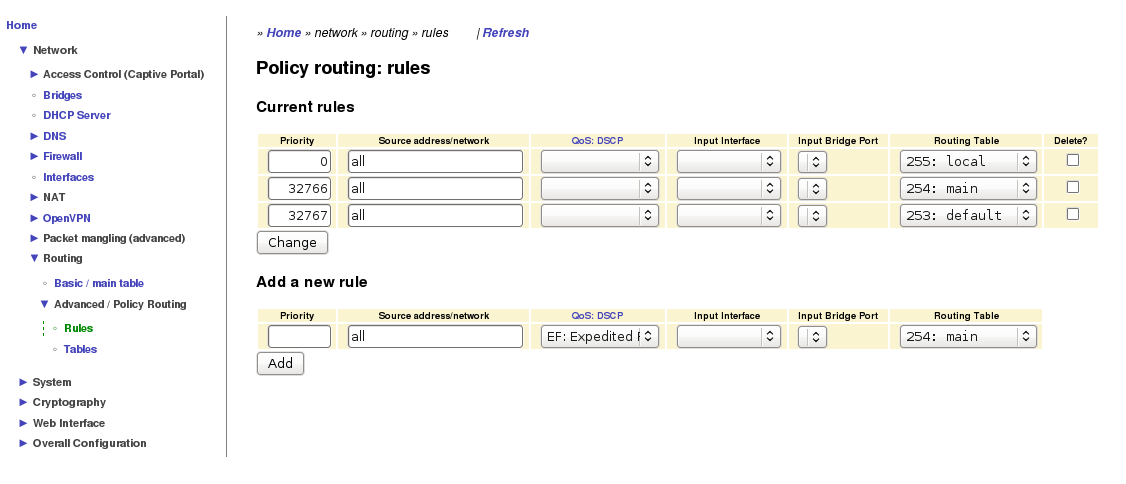 Home
Network
Access Control (Captive Portal)
Bridges
DHCP Server
DNS
Firewall
Interfaces
NAT
OpenVPN
Packet mangling (advanced)
Routing
Basic / main table
Advanced / Policy Routing
Rules
Tables
System
Cryptography
Web Interface
Overall Configuration
» Home » network » routing » rules | Refresh
Policy routing: rules
Current rules
Priority Source address/network QoS: DSCP Input Interface Input Bridge Port Routing Table Delete?
0 all 255: local
32766 all 254: main
32767 all 253: default
Change
Add a new rule
Priority Source address/network QoS: DSCP Input Interface Input Bridge Port Routing Table
all EF: Expedited 254: main
Add